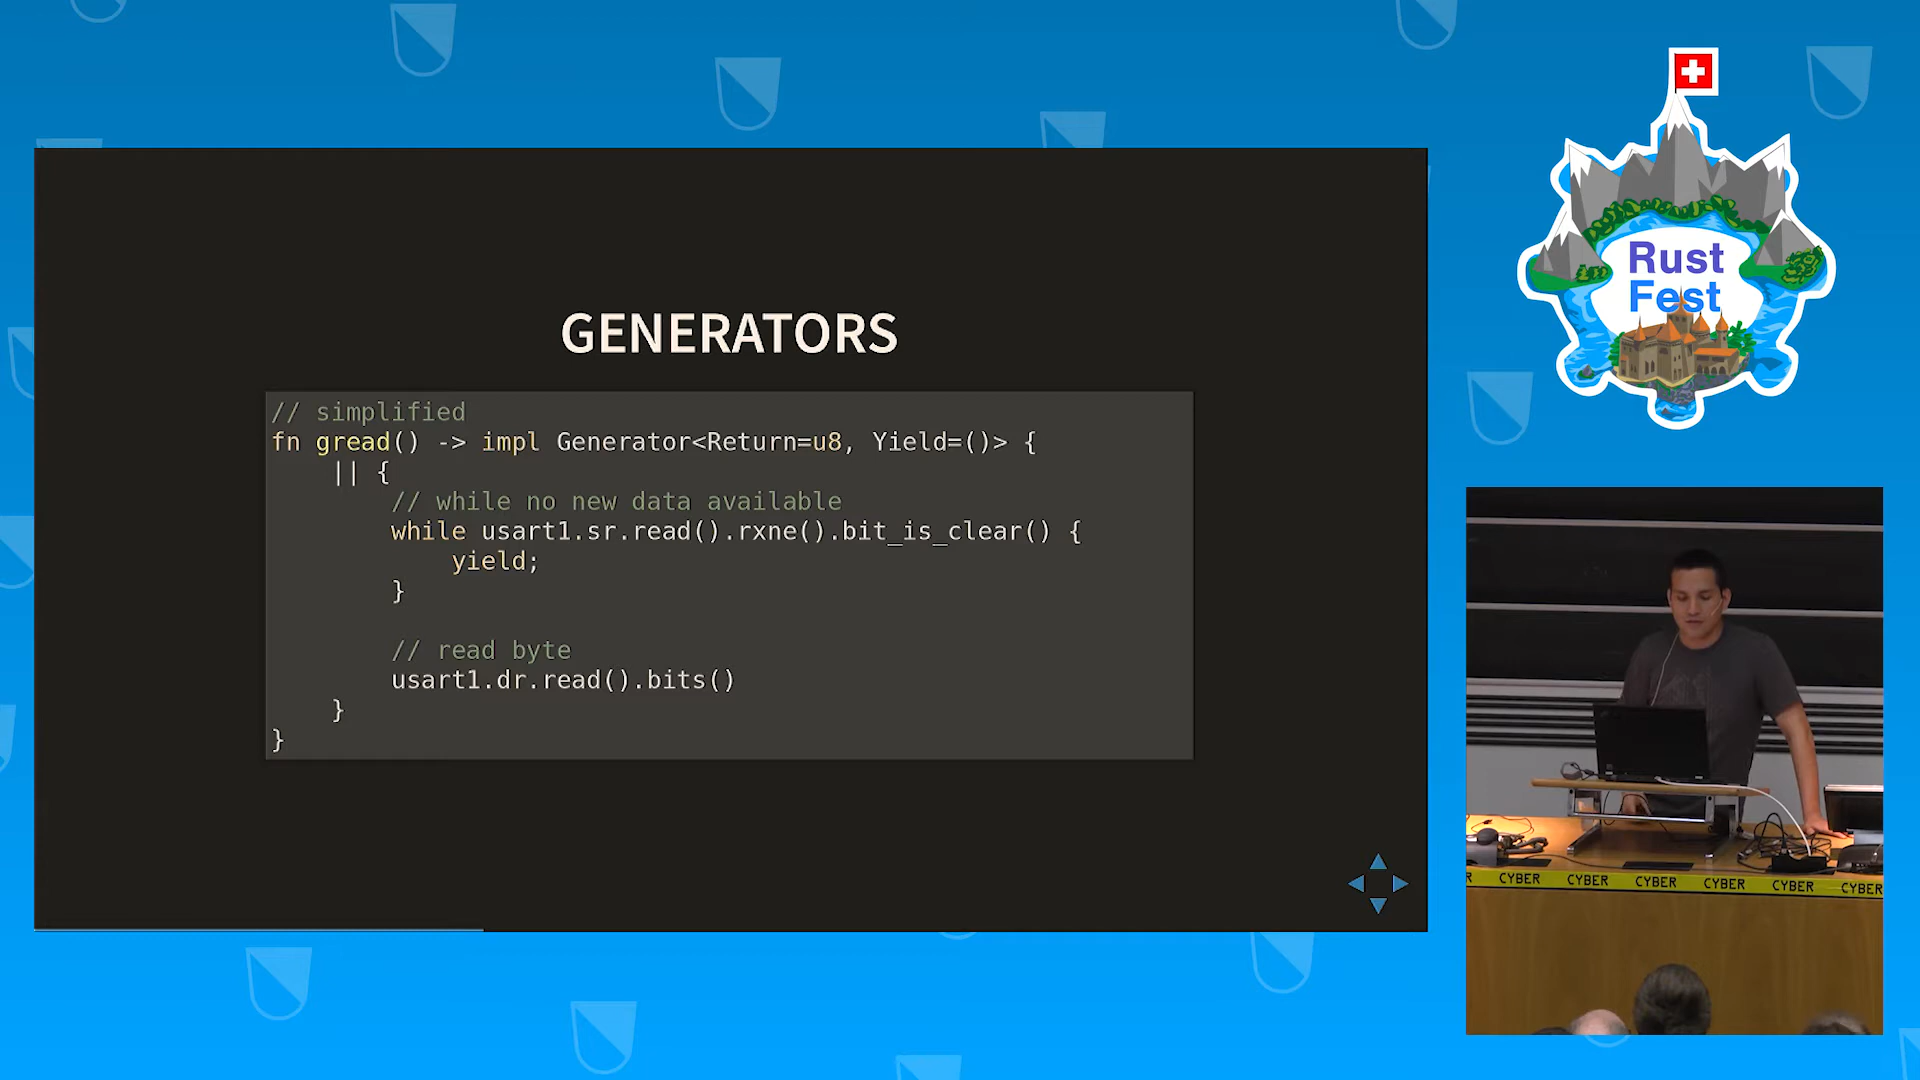 GENERATORS
// simplified
fn gread() -> impl Generator<Return=u8, Yield=()> {
    || {
        // while no new data available
        while usart1.sr.read().rxne().bit_is_clear() {
            yield;
        }

        // read byte
        usart1.dr.read().bits()
    }
}
Rust
Fest
R CYBER CYBER CYBER CYBER CYBER CYBER